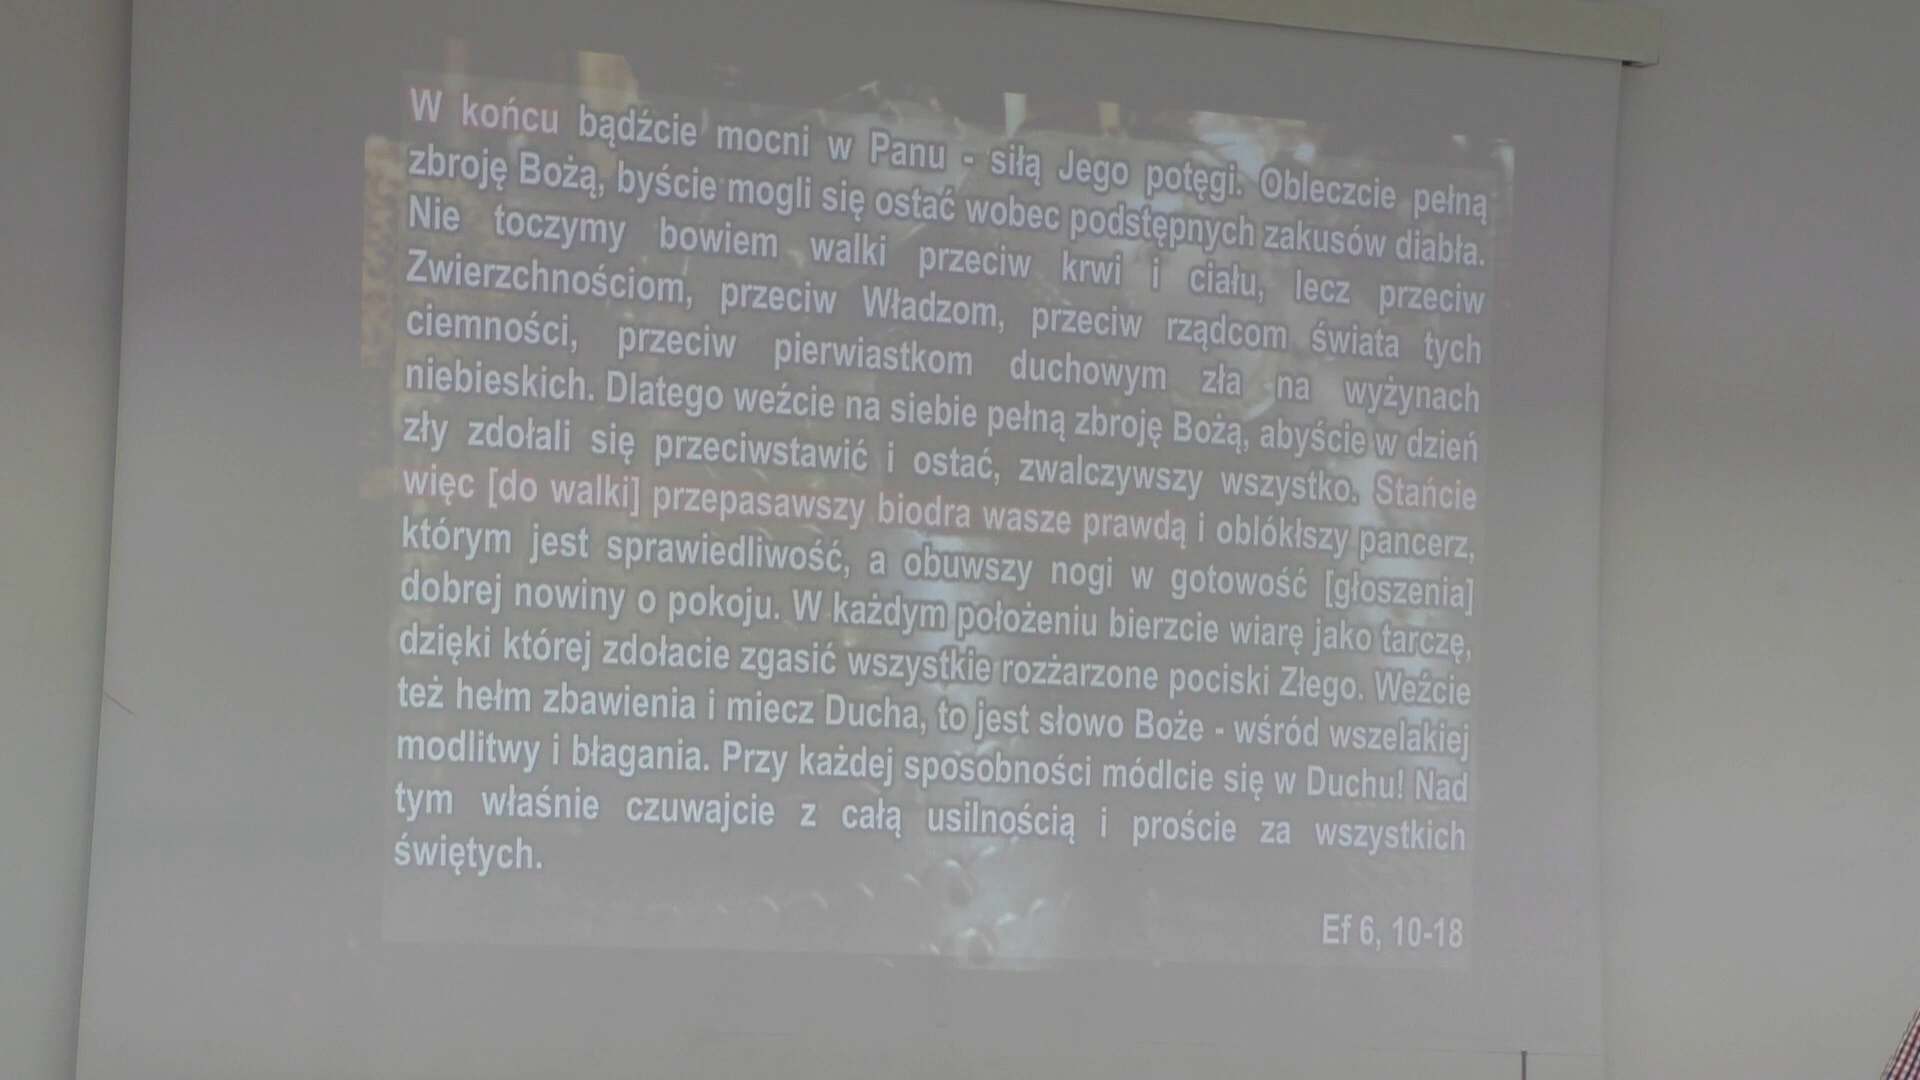 W końcu bądźcie mocni w Panu - siłą Jego potęgi. Obleczcie pełną
zbroję Bożą, byście mogli się ostać wobec podstępnych zakusów diabła.
Nie toczymy bowiem walki przeciw krwi i ciału, lecz przeciw
Zwierzchnościom, przeciw Władzom, przeciw rządcom świata tych
ciemności, przeciw pierwiastkom duchowym zła na wyżynach
niebieskich. Dlatego weźcie na siebie pełną zbroję Bożą, abyście w dzień
zły zdołali się przeciwstawić i ostać, zwalczywszy wszystko. Stańcie
więc [do walki] przepasawszy biodra wasze prawdą i oblókłszy pancerz,
którym jest sprawiedliwość, a obuwszy nogi w gotowość [głoszenia]
dobrej nowiny o pokoju. W każdym położeniu bierzcie wiarę jako tarczę,
dzięki której zdołacie zgasić wszystkie rozżarzone pociski Złego. Weźcie
też hełm zbawienia i miecz Ducha, to jest słowo Boże - wśród wszelakiej
modlitwy i błagania. Przy każdej sposobności módlcie się w Duchu! Nad
tym właśnie czuwajcie z całą usilnością i proście za wszystkich
świętych.
Ef 6, 10-18